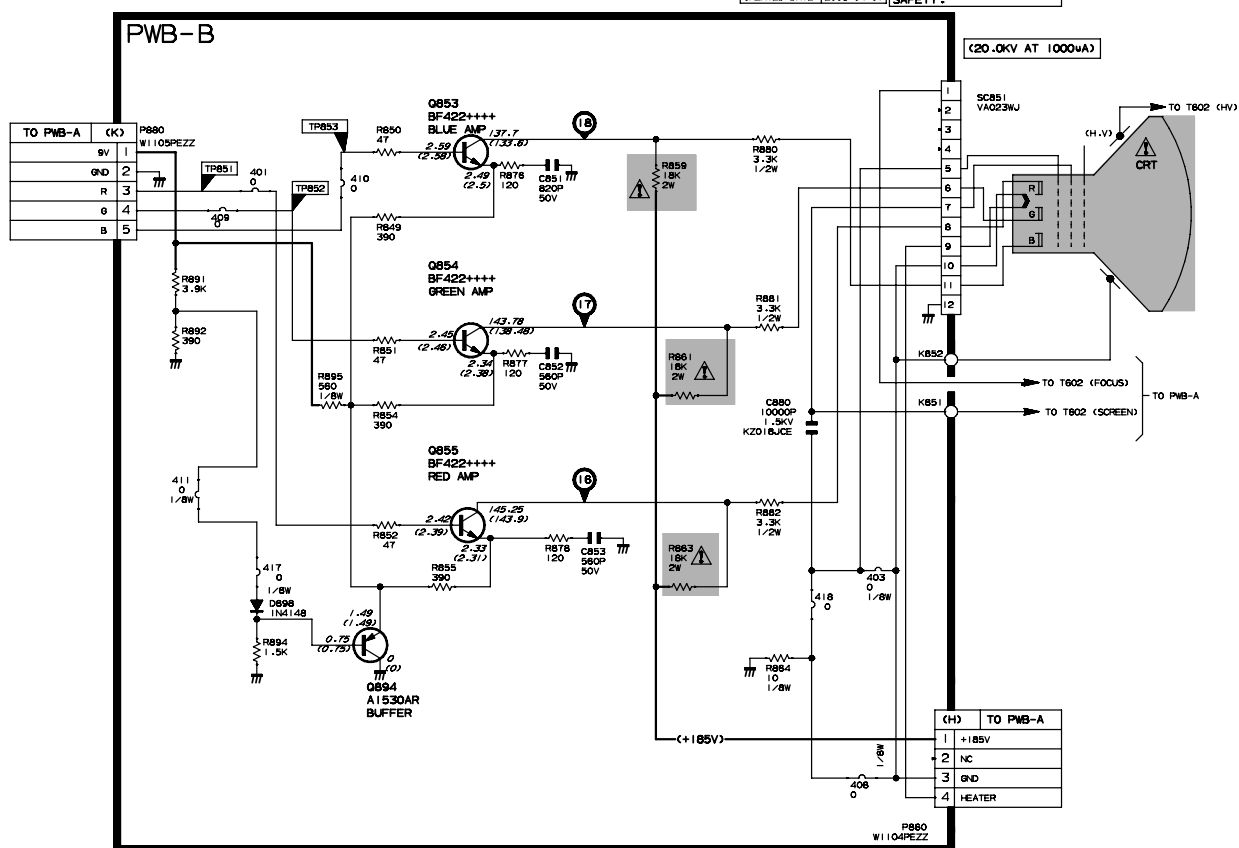 SAFETY.
PWB-B
(20.0KV AT 1000uA)
TO PWB-A (K)
P880
W1105PEZZ
9V 1
GND 2
R 3
G 4
B 5
TP851
TP852
TP853
401
0
409
0
410
0
R891
3.9K
R892
390
R895
560
1/8W
411
0
1/8W
417
0
1/8W
D898
1N4148
R894
1.5K
Q853
BF422++++
BLUE AMP
R850
47
2.59
(2.58)
137.7
(133.6)
2.49
(2.5)
R876
120
C851
820P
50V
R849
390
18
Q854
BF422++++
GREEN AMP
R851
47
2.45
(2.46)
143.78
(138.48)
2.34
(2.38)
R877
120
C852
560P
50V
R854
390
17
Q855
BF422++++
RED AMP
R852
47
2.42
(2.39)
145.25
(143.9)
2.33
(2.31)
R878
120
C853
560P
50V
R855
390
16
1.49
(1.49)
0.75
(0.75)
0
(0)
Q894
A1530AR
BUFFER
R859
18K
2W
R861
18K
2W
R863
18K
2W
R880
3.3K
1/2W
R881
3.3K
1/2W
R882
3.3K
1/2W
C880
10000P
1.5KV
KZ018JCE
403
0
1/8W
418
0
R884
10
1/8W
(+185V)
1/8W
408
0
SC851
VA023WJ
1
2
3
4
5
6
7
8
9
10
11
12
(H.V)
TO T602 (HV)
CRT
R
G
B
K852
K851
TO T602 (FOCUS)
TO T602 (SCREEN)
TO PWB-A
(H) TO PWB-A
1 +185V
2 NC
3 GND
4 HEATER
P860
W1104PEZZ